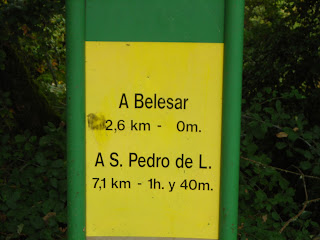 A Belesar
2,6 km - 0m.
A S. Pedro de L.
7,1 km - 1h. y 40m.